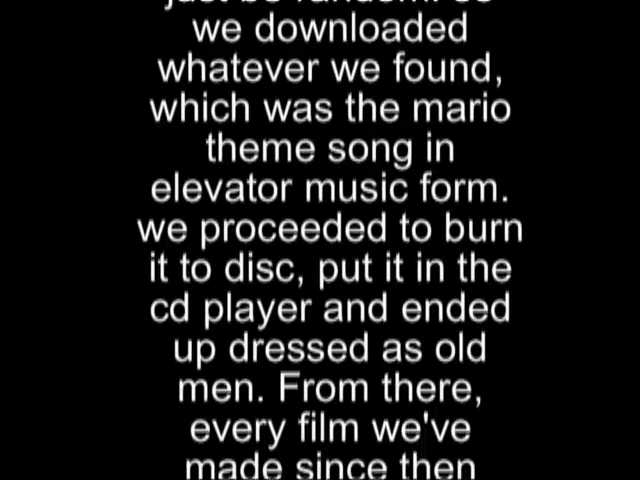 just be random. So
we downloaded
whatever we found,
which was the mario
theme song in
elevator music form.
we proceeded to burn
it to disc, put it in the
cd player and ended
up dressed as old
men. From there,
every film we've
made since then